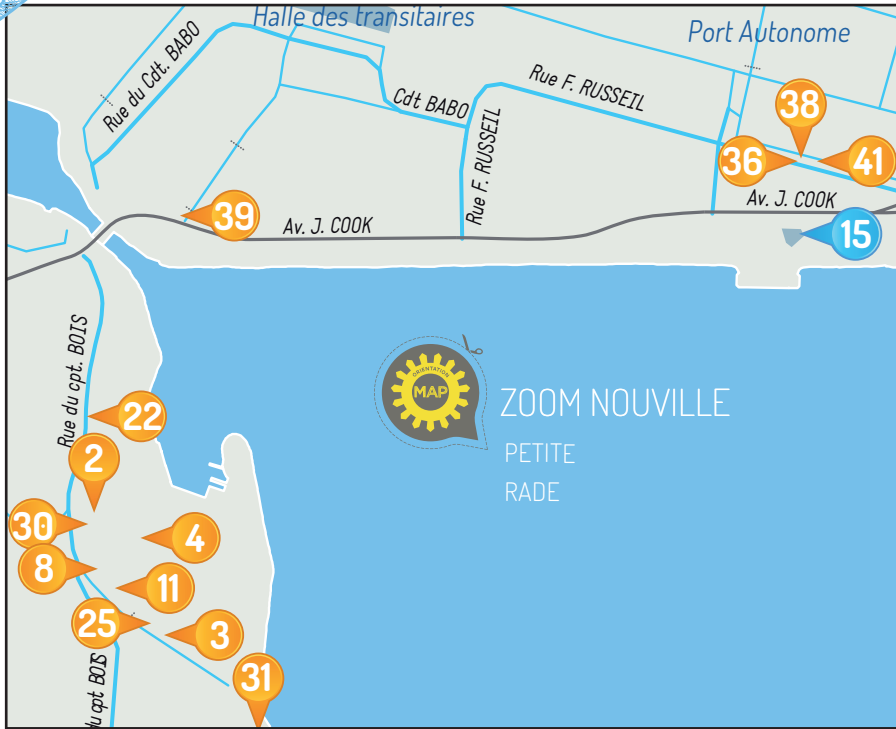 Halle des transitaires
Port Autonome
Rue du Cdt. BABO
Cdt BABO
Rue F. RUSSEIL
Rue F. RUSSEIL
38
36
41
39
Av. J. COOK
Av. J. COOK
15
Rue du cpt. BOIS
ORIENTATION
MAP
ZOOM NOUVILLE
PETITE
RADE
22
2
30
4
8
11
25
3
31
du cpt BOIS